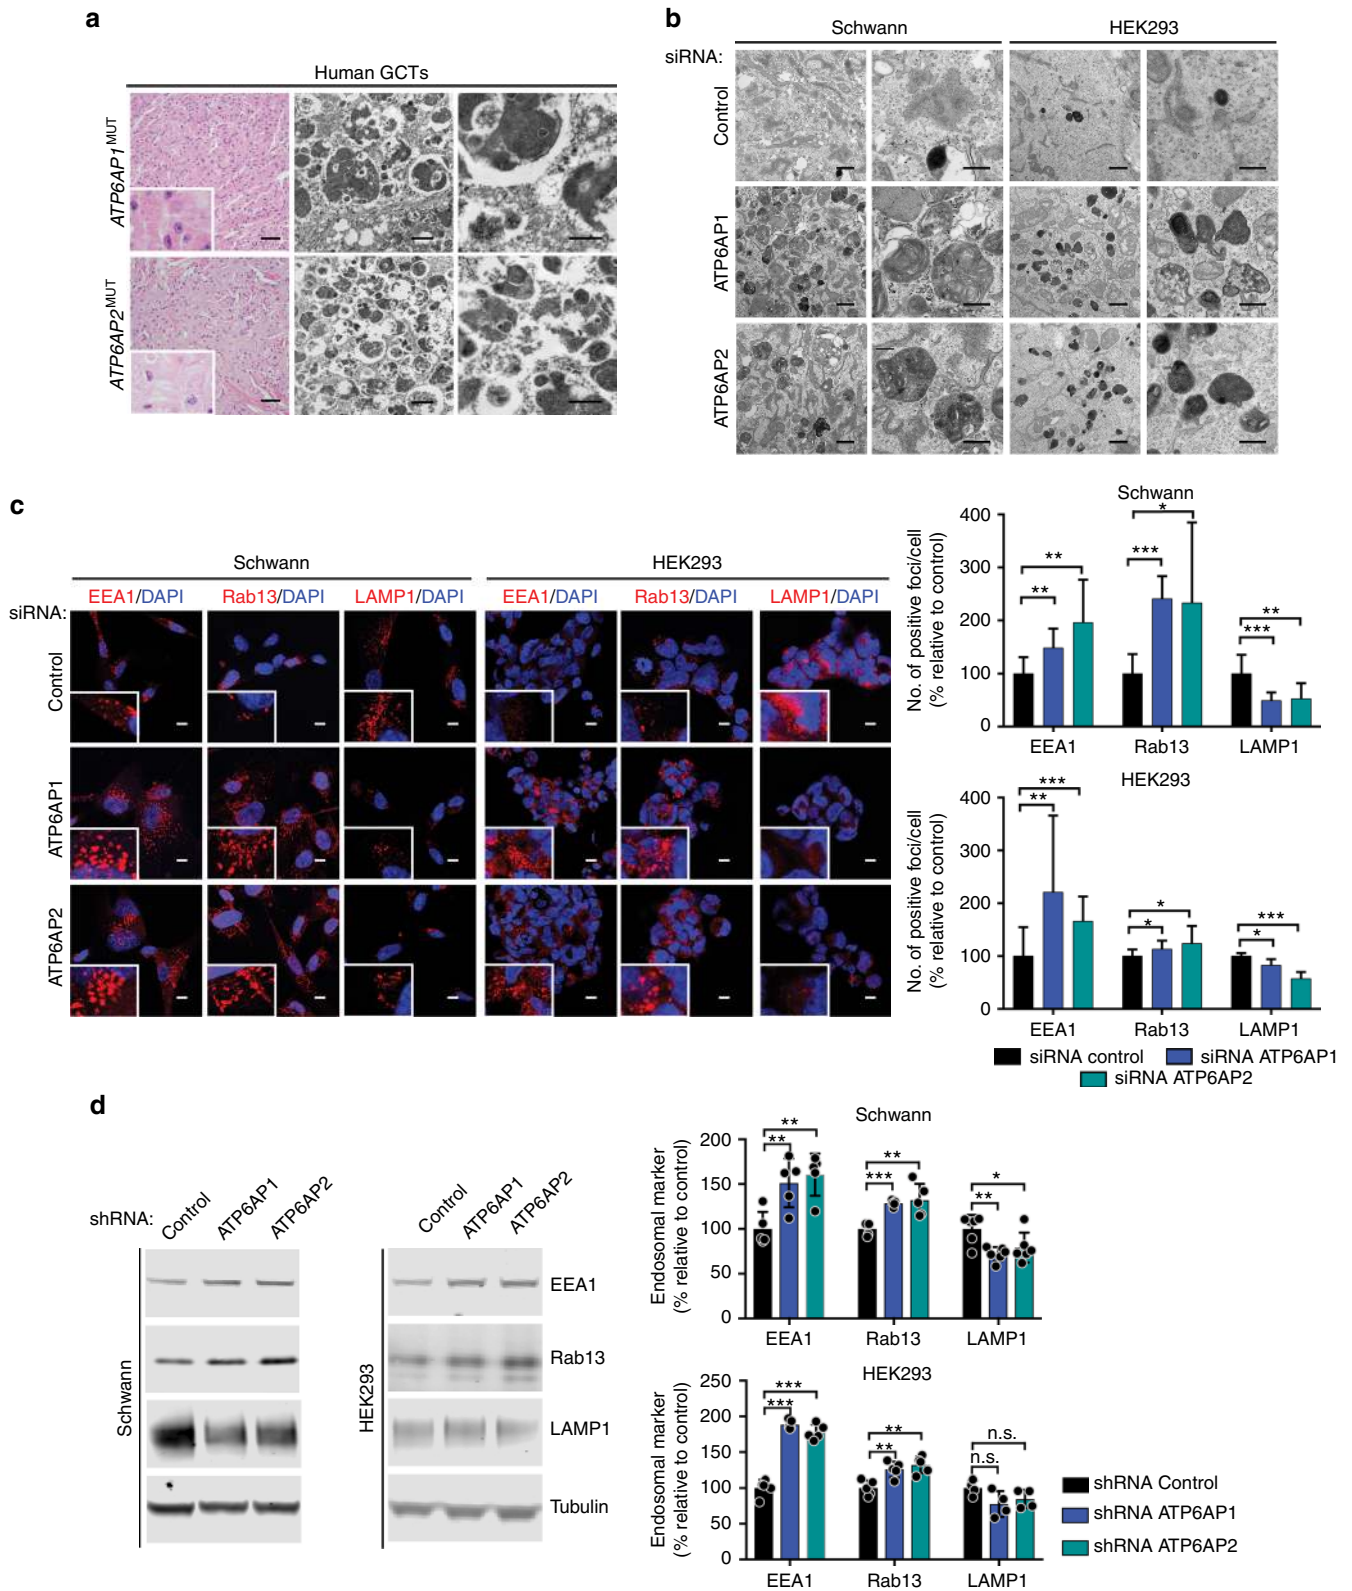 a
Human GCTs
ATP6AP1MUT
ATP6AP2MUT
b
Schwann
HEK293
siRNA:
Control
ATP6AP1
ATP6AP2
c
Schwann
HEK293
siRNA:
EEA1/DAPI
Rab13/DAPI
LAMP1/DAPI
EEA1/DAPI
Rab13/DAPI
LAMP1/DAPI
Control
ATP6AP1
ATP6AP2
Schwann
No. of positive foci/cell
(% relative to control)
400
300
200
100
0
**
**
***
*
***
**
EEA1
Rab13
LAMP1
HEK293
No. of positive foci/cell
(% relative to control)
400
300
200
100
0
***
**
*
*
***
*
EEA1
Rab13
LAMP1
siRNA control
siRNA ATP6AP1
siRNA ATP6AP2
d
shRNA:
Control
ATP6AP1
ATP6AP2
Control
ATP6AP1
ATP6AP2
Schwann
HEK293
EEA1
Rab13
LAMP1
Tubulin
Schwann
Endosomal marker
(% relative to control)
200
150
100
50
0
**
**
**
***
*
**
EEA1
Rab13
LAMP1
HEK293
Endosomal marker
(% relative to control)
250
200
150
100
50
0
***
***
**
**
n.s.
n.s.
EEA1
Rab13
LAMP1
shRNA Control
shRNA ATP6AP1
shRNA ATP6AP2